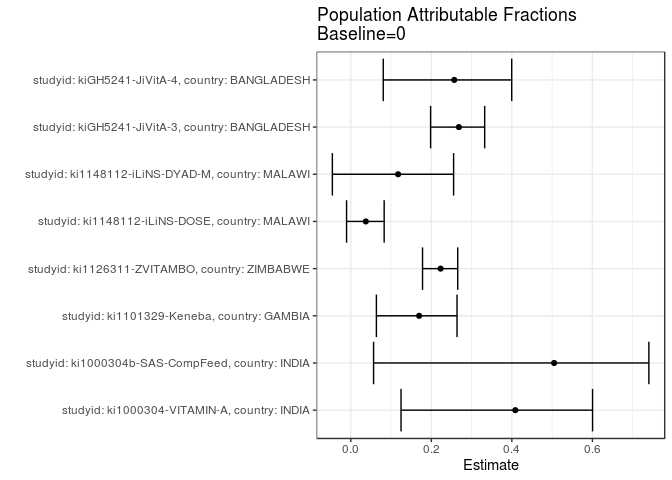 Population Attributable Fractions
Baseline=0
studyid: kiGH5241-JiVitA-4, country: BANGLADESH
studyid: kiGH5241-JiVitA-3, country: BANGLADESH
studyid: ki1148112-iLiNS-DYAD-M, country: MALAWI
studyid: ki1148112-iLiNS-DOSE, country: MALAWI
studyid: ki1126311-ZVITAMBO, country: ZIMBABWE
studyid: ki1101329-Keneba, country: GAMBIA
studyid: ki1000304b-SAS-CompFeed, country: INDIA
studyid: ki1000304-VITAMIN-A, country: INDIA
0.0 0.2 0.4 0.6
Estimate